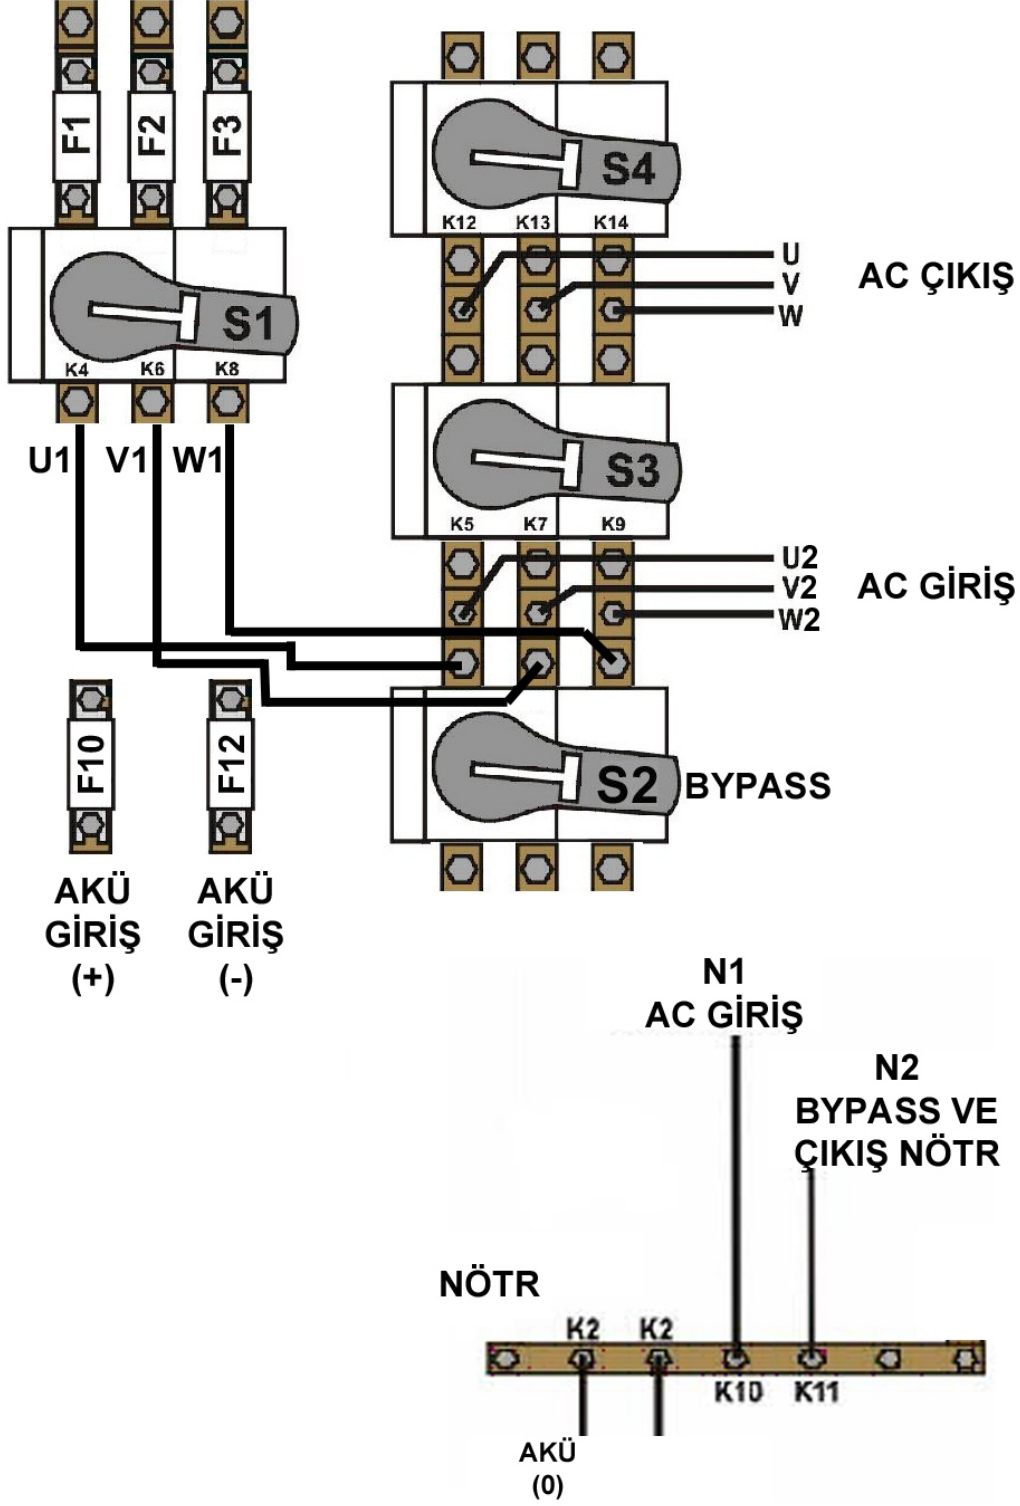 F1
F2
F3
S1
K4
K6
K8
U1
V1
W1
S4
K12
K13
K14
U
V
W
AC ÇIKIŞ
S3
K5
K7
K9
U2
V2
W2
AC GİRİŞ
S2
BYPASS
F10
F12
AKÜ
GİRİŞ
(+)
AKÜ
GİRİŞ
(-)
N1
AC GİRİŞ
N2
BYPASS VE
ÇIKIŞ NÖTR
NÖTR
K2
K2
K10
K11
AKÜ
(0)